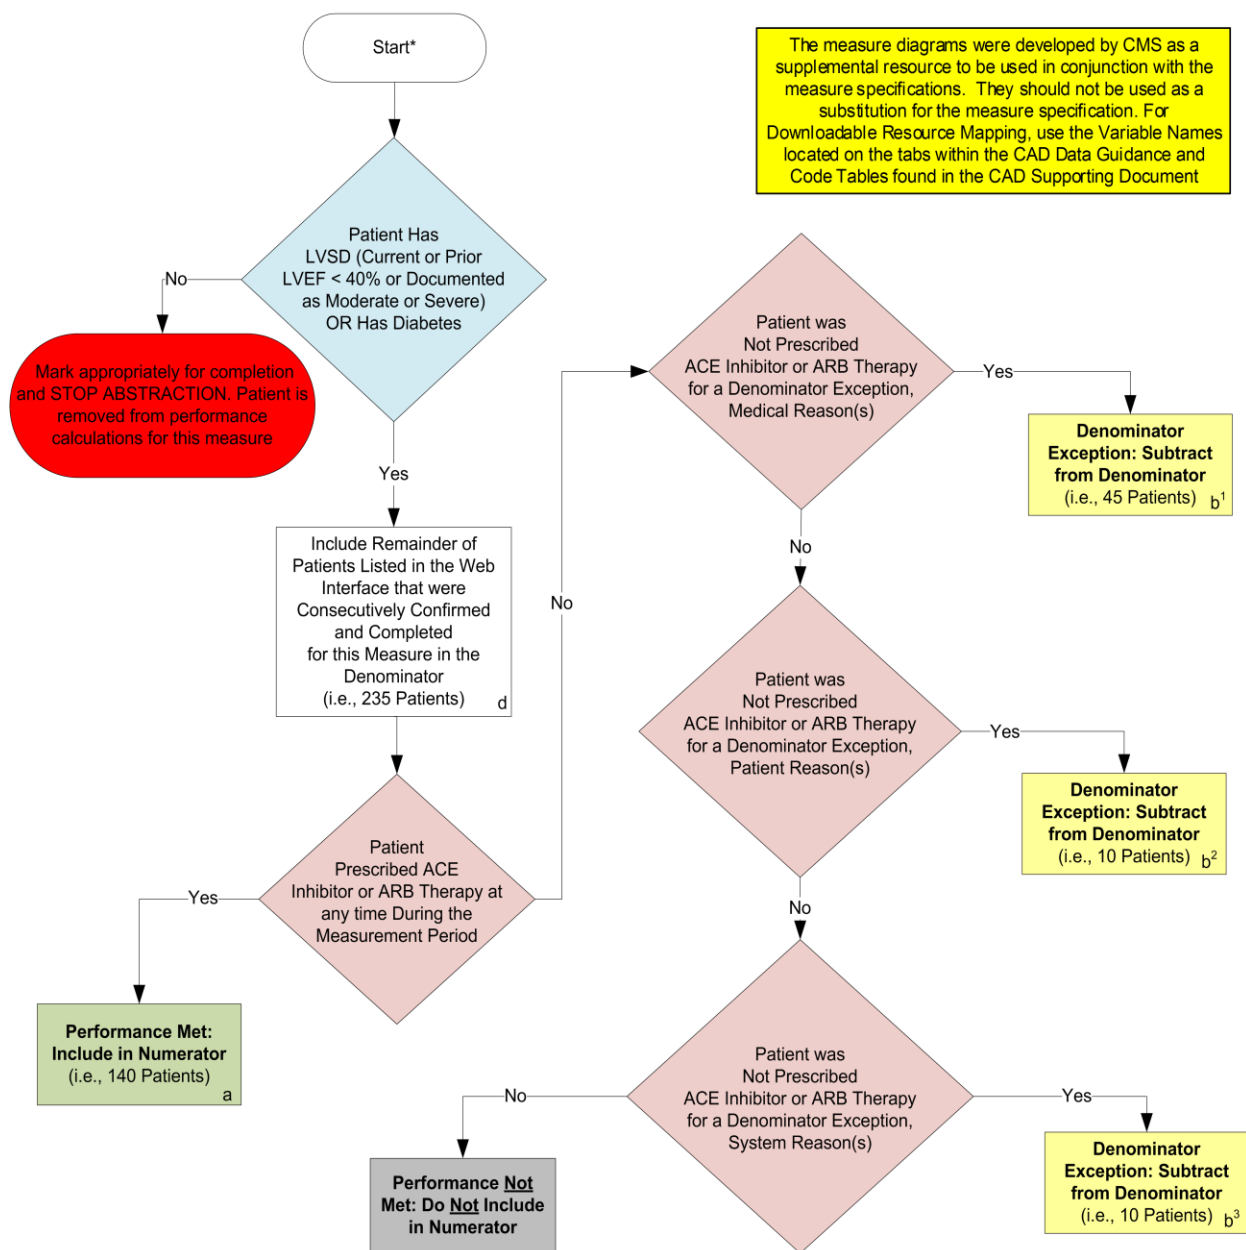 Start*
The measure diagrams were developed by CMS as a
supplemental resource to be used in conjunction with the
measure specifications. They should not be used as a
substitution for the measure specification. For
Downloadable Resource Mapping, use the Variable Names
located on the tabs within the CAD Data Guidance and
Code Tables found in the CAD Supporting Document
Patient Has
LVSD (Current or Prior
LVEF < 40% or Documented
as Moderate or Severe)
OR Has Diabetes
No
Mark appropriately for completion
and STOP ABSTRACTION. Patient is
removed from performance
calculations for this measure
Yes
Include Remainder of
Patients Listed in the Web
Interface that were
Consecutively Confirmed
and Completed
for this Measure in the
Denominator
(i.e., 235 Patients)
d
Patient
Prescribed ACE
Inhibitor or ARB Therapy at
any time During the
Measurement Period
Yes
Performance Met:
Include in Numerator
(i.e., 140 Patients)
a
No
Patient was
Not Prescribed
ACE Inhibitor or ARB Therapy
for a Denominator Exception,
Medical Reason(s)
Yes
Denominator
Exception: Subtract
from Denominator
(i.e., 45 Patients)
b¹
No
Patient was
Not Prescribed
ACE Inhibitor or ARB Therapy
for a Denominator Exception,
Patient Reason(s)
Yes
Denominator
Exception: Subtract
from Denominator
(i.e., 10 Patients)
b²
No
Patient was
Not Prescribed
ACE Inhibitor or ARB Therapy
for a Denominator Exception,
System Reason(s)
Yes
Denominator
Exception: Subtract
from Denominator
(i.e., 10 Patients)
b³
No
Performance Not
Met: Do Not Include
in Numerator